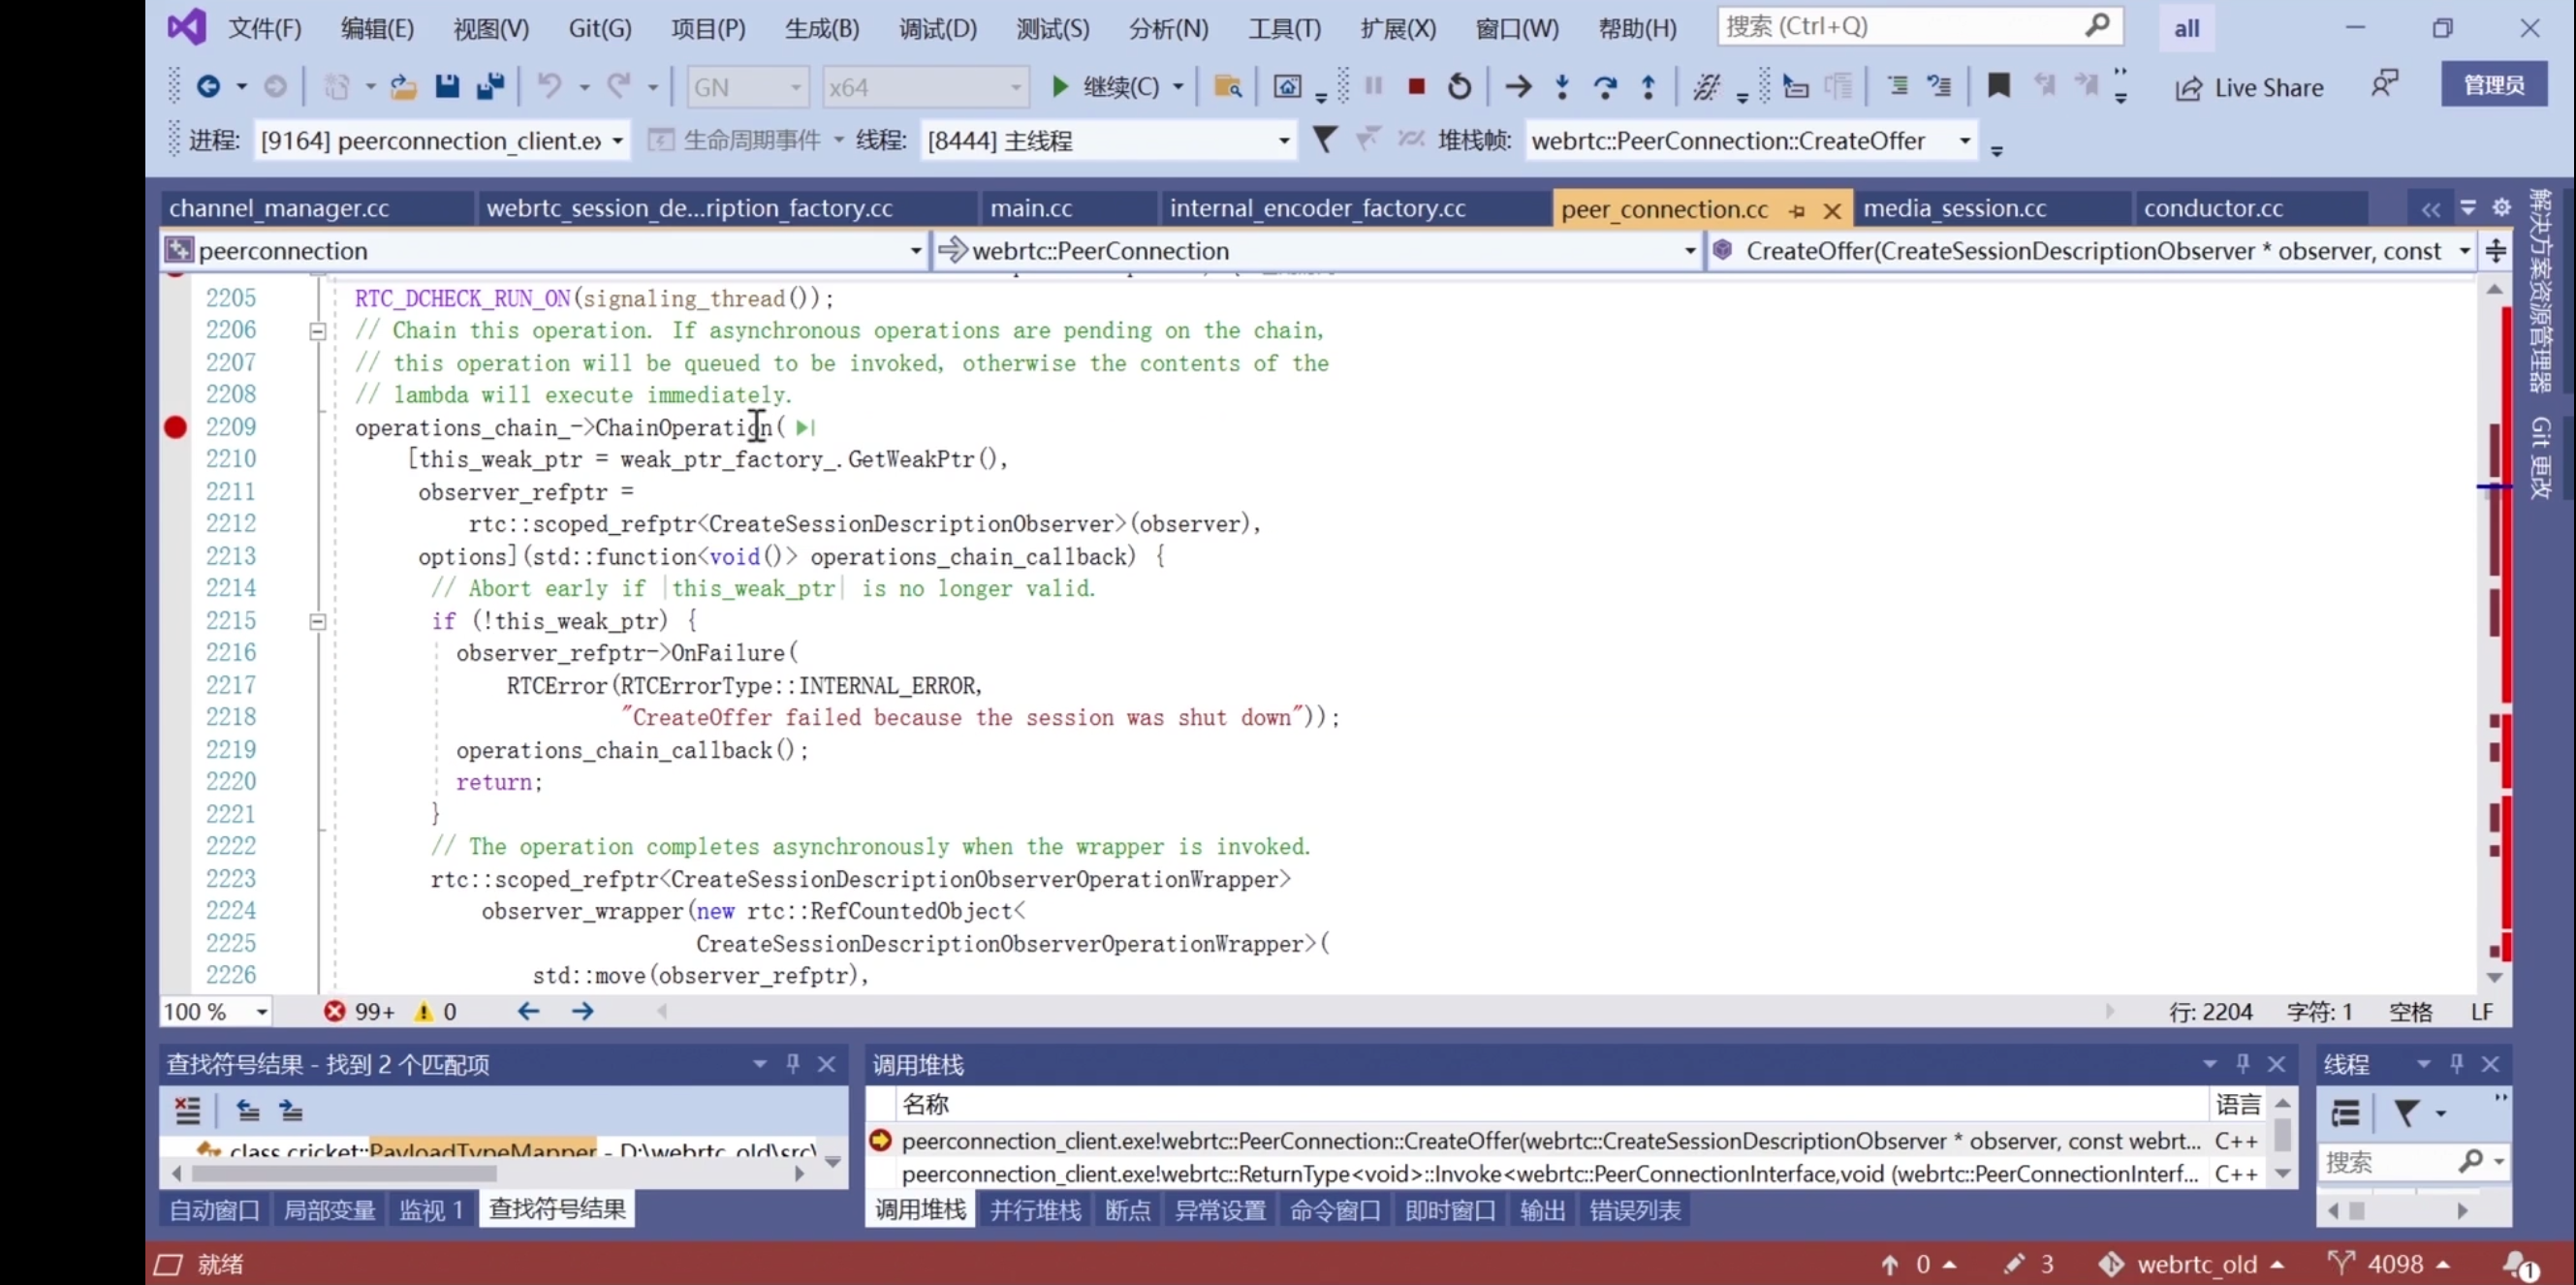 文件(F) 编辑(E) 视图(V) Git(G) 项目(P) 生成(B) 调试(D) 测试(S) 分析(N) 工具(T) 扩展(X) 窗口(W) 帮助(H) 搜索 (Ctrl+Q) all
GN x64 继续(C) Live Share 管理员
进程: [9164] peerconnection_client.ex 生命周期事件 线程: [8444] 主线程 堆栈帧: webrtc::PeerConnection::CreateOffer
channel_manager.cc webrtc_session_de...ription_factory.cc main.cc internal_encoder_factory.cc peer_connection.cc media_session.cc conductor.cc
peerconnection webrtc::PeerConnection CreateOffer(CreateSessionDescriptionObserver * observer, const
2205 RTC_DCHECK_RUN_ON(signaling_thread());
2206 // Chain this operation. If asynchronous operations are pending on the chain,
2207 // this operation will be queued to be invoked, otherwise the contents of the
2208 // lambda will execute immediately.
2209 operations_chain_->ChainOperation(
2210 [this_weak_ptr = weak_ptr_factory_.GetWeakPtr(),
2211 observer_refptr =
2212 rtc::scoped_refptr<CreateSessionDescriptionObserver>(observer),
2213 options](std::function<void()> operations_chain_callback) {
2214 // Abort early if |this_weak_ptr| is no longer valid.
2215 if (!this_weak_ptr) {
2216 observer_refptr->OnFailure(
2217 RTCError(RTCErrorType::INTERNAL_ERROR,
2218 "CreateOffer failed because the session was shut down"));
2219 operations_chain_callback();
2220 return;
2221 }
2222 // The operation completes asynchronously when the wrapper is invoked.
2223 rtc::scoped_refptr<CreateSessionDescriptionObserverOperationWrapper>
2224 observer_wrapper(new rtc::RefCountedObject<
2225 CreateSessionDescriptionObserverOperationWrapper>(
2226 std::move(observer_refptr),
解决方案资源管理器
Git 更改
100 % 99+ 0 行: 2204 字符: 1 空格 LF
查找符号结果 - 找到 2 个匹配项
class cricket::PayloadTypeMapper - D:\webrtc_old\src\
自动窗口 局部变量 监视 1 查找符号结果
调用堆栈
名称 语言
peerconnection_client.exe!webrtc::PeerConnection::CreateOffer(webrtc::CreateSessionDescriptionObserver * observer, const webrt... C++
peerconnection_client.exe!webrtc::ReturnType<void>::Invoke<webrtc::PeerConnectionInterface,void (webrtc::PeerConnectionInterf... C++
调用堆栈 并行堆栈 断点 异常设置 命令窗口 即时窗口 输出 错误列表
线程
搜索
就绪 0 3 webrtc_old 4098 1